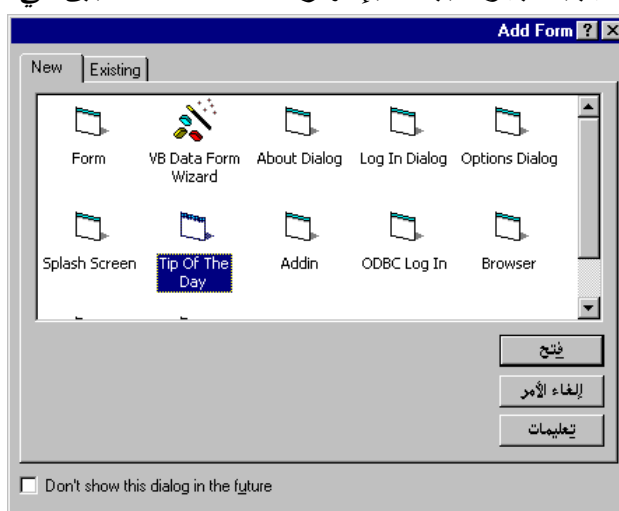 Add Form
New Existing
Form VB Data Form Wizard About Dialog Log In Dialog Options Dialog
Splash Screen Tip Of The Day Addin ODBC Log In Browser
فتح
إلغاء الأمر
تعليمات
Don't show this dialog in the future